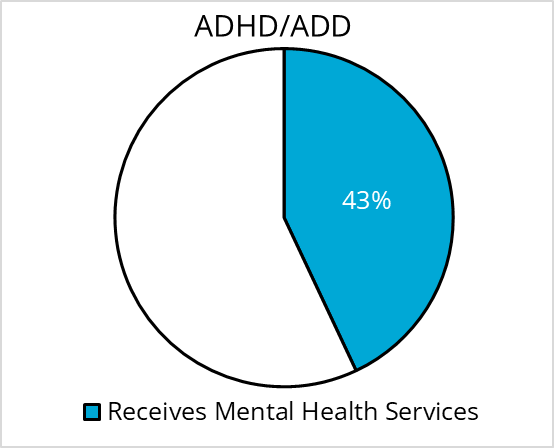 ADHD/ADD
43%
Receives Mental Health Services